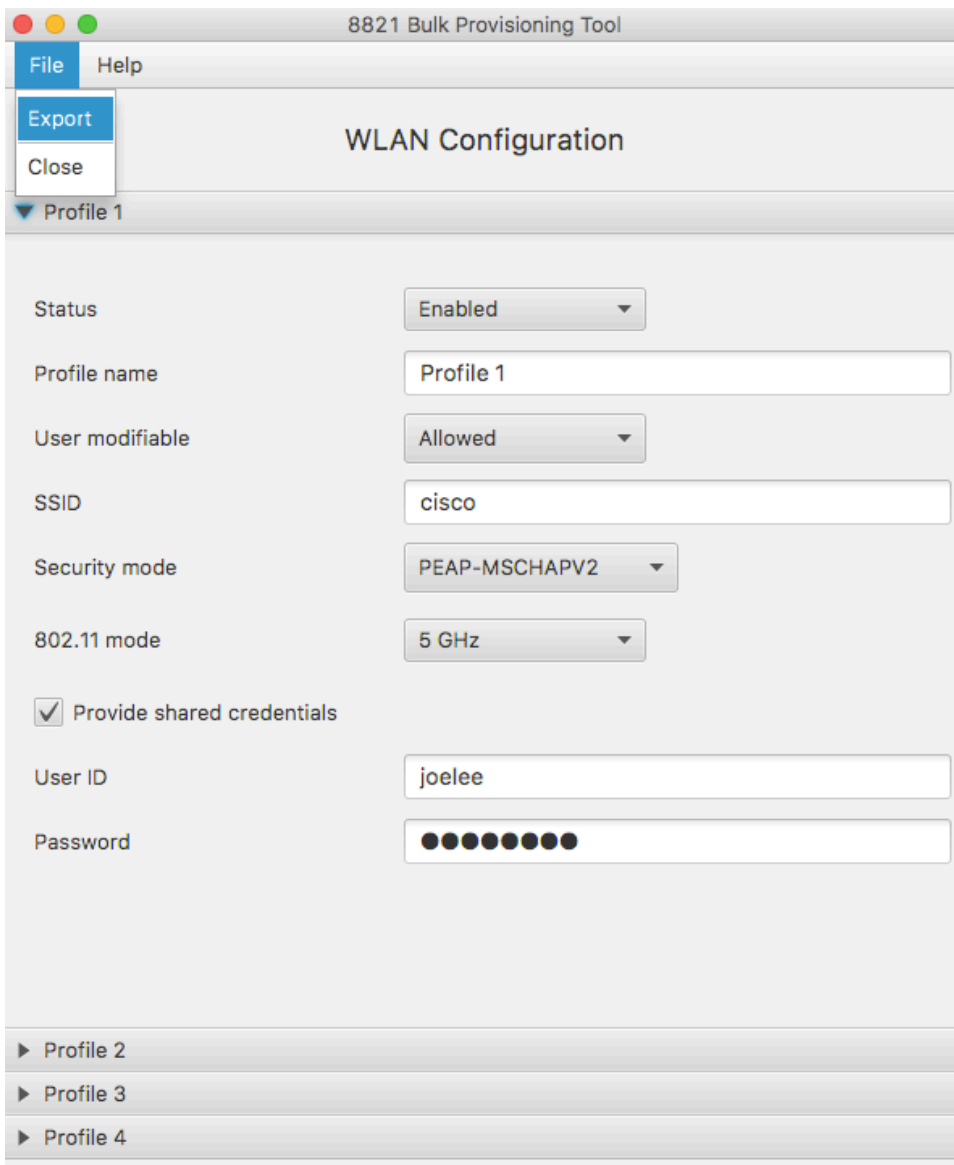 8821 Bulk Provisioning Tool
File Help
Export
Close
WLAN Configuration
Profile 1
Status Enabled
Profile name Profile 1
User modifiable Allowed
SSID cisco
Security mode PEAP-MSCHAPV2
802.11 mode 5 GHz
Provide shared credentials
User ID joelee
Password ●●●●●●●●
Profile 2
Profile 3
Profile 4